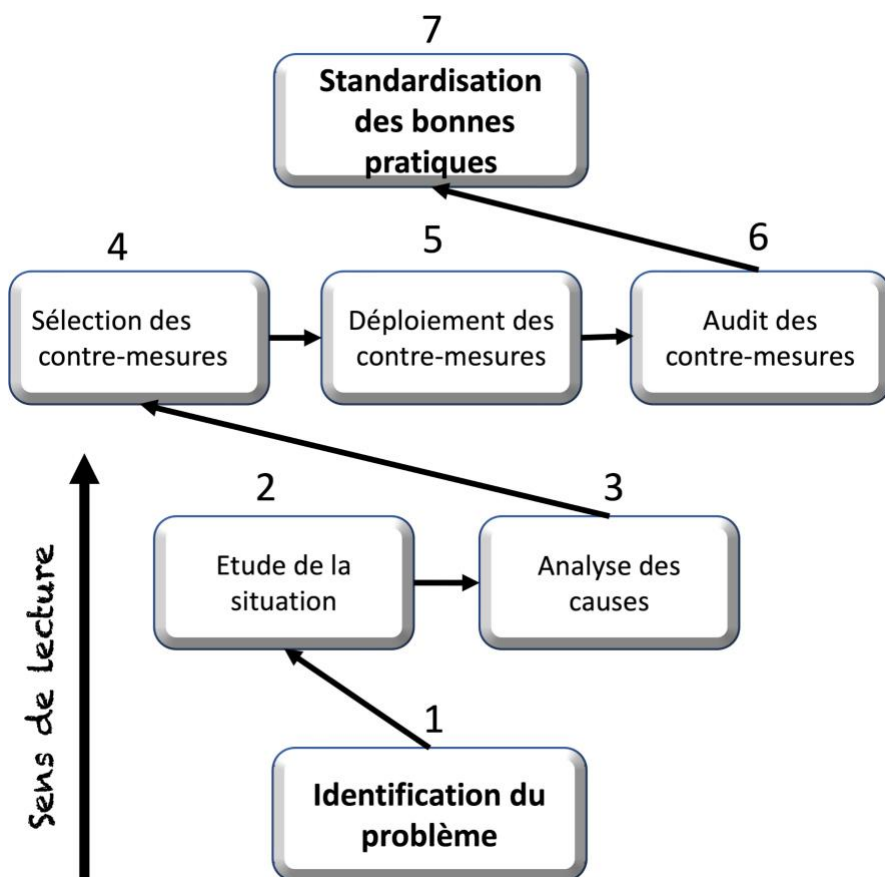 7
Standardisation
des bonnes
pratiques
4
5
6
Sélection des
contre-mesures
Déploiement des
contre-mesures
Audit des
contre-mesures
2
3
Etude de la
situation
Analyse des
causes
1
Identification du
problème
Sens de lecture